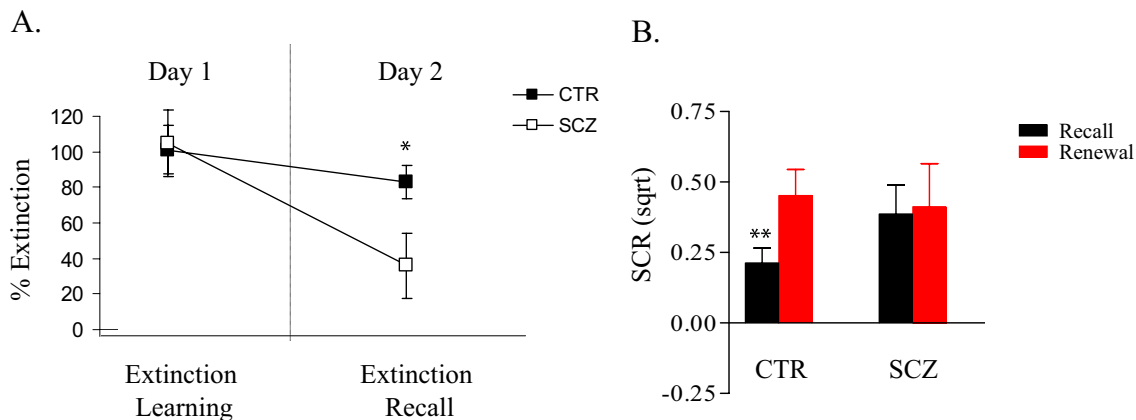 A.
Day 1
Day 2
CTR
SCZ
% Extinction
120
100
80
60
40
20
0
*
Extinction
Learning
Extinction
Recall
B.
Recall
Renewal
SCR (sqrt)
0.75
0.50
0.25
0.00
-0.25
**
CTR
SCZ